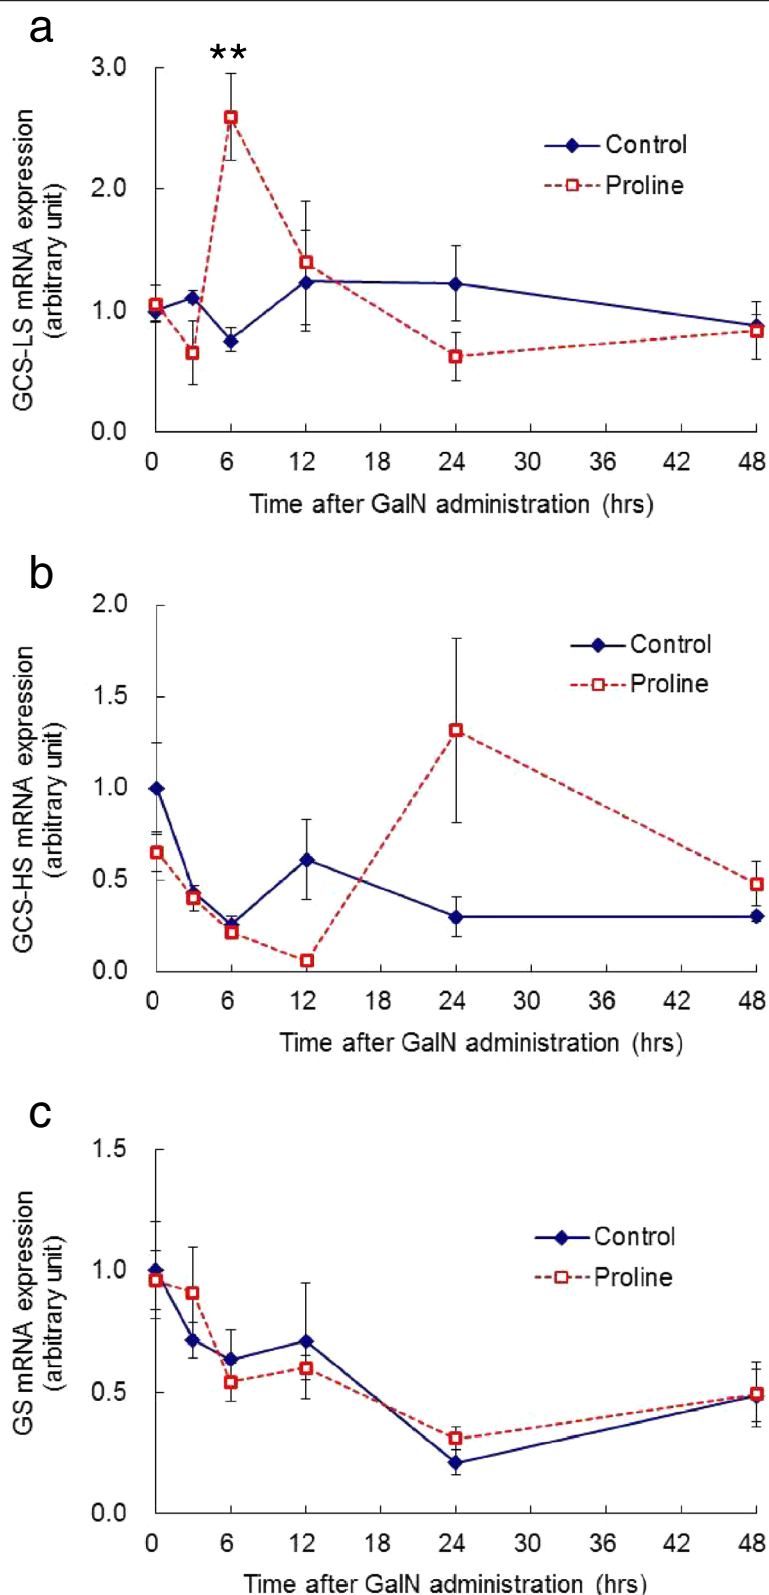 a
**
3.0
2.0
1.0
0.0
GCS-LS mRNA expression
(arbitrary unit)
Control
Proline
0 6 12 18 24 30 36 42 48
Time after GalN administration (hrs)
b
2.0
1.5
1.0
0.5
0.0
GCS-HS mRNA expression
(arbitrary unit)
Control
Proline
0 6 12 18 24 30 36 42 48
Time after GalN administration (hrs)
c
1.5
1.0
0.5
0.0
GS mRNA expression
(arbitrary unit)
Control
Proline
0 6 12 18 24 30 36 42 48
Time after GalN administration (hrs)